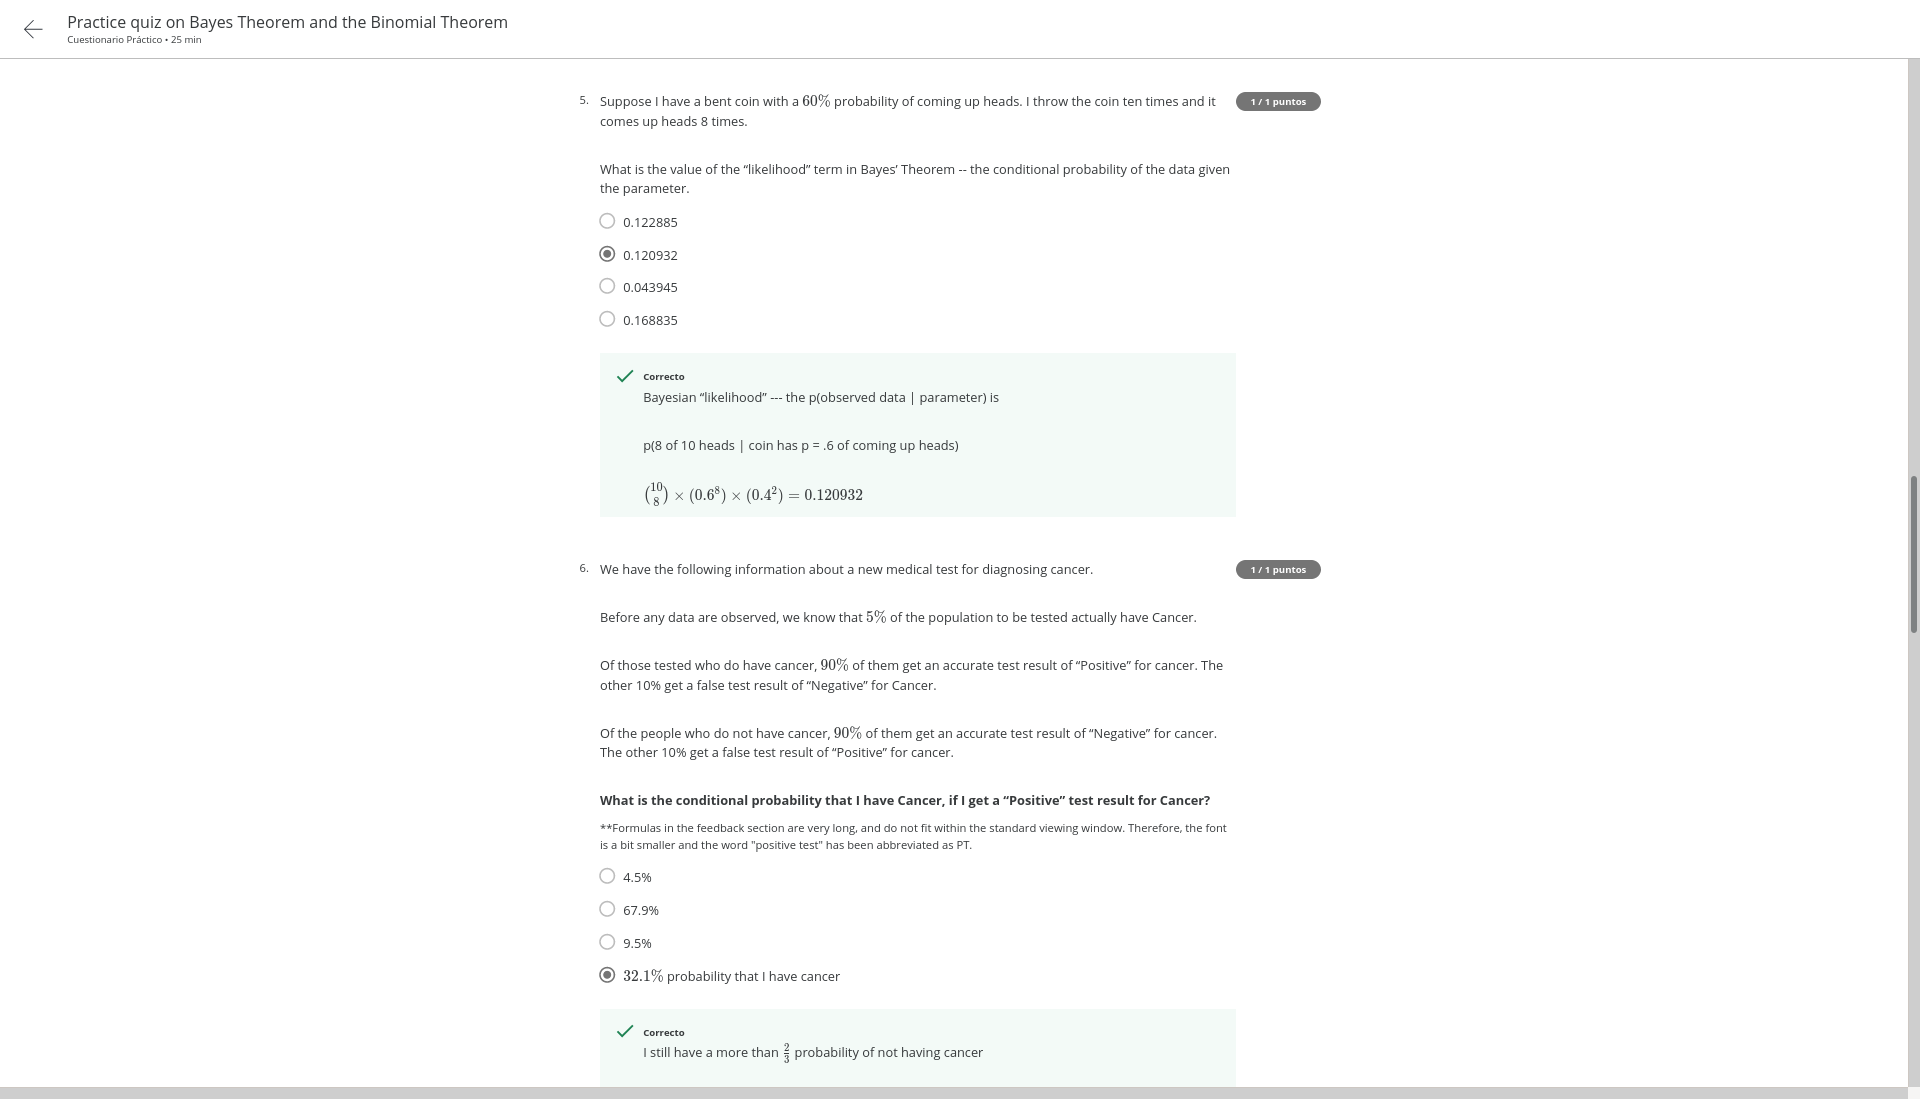 Practice quiz on Bayes Theorem and the Binomial Theorem
Cuestionario Práctico • 25 min
5. Suppose I have a bent coin with a 60% probability of coming up heads. I throw the coin ten times and it
comes up heads 8 times.
1 / 1 puntos
What is the value of the “likelihood” term in Bayes’ Theorem -- the conditional probability of the data given
the parameter.
0.122885
0.120932
0.043945
0.168835
Correcto
Bayesian “likelihood” --- the p(observed data | parameter) is
p(8 of 10 heads | coin has p = .6 of coming up heads)
(10 8) × (0.6⁸) × (0.4²) = 0.120932
6. We have the following information about a new medical test for diagnosing cancer.
1 / 1 puntos
Before any data are observed, we know that 5% of the population to be tested actually have Cancer.
Of those tested who do have cancer, 90% of them get an accurate test result of “Positive” for cancer. The
other 10% get a false test result of “Negative” for Cancer.
Of the people who do not have cancer, 90% of them get an accurate test result of “Negative” for cancer.
The other 10% get a false test result of “Positive” for cancer.
What is the conditional probability that I have Cancer, if I get a “Positive” test result for Cancer?
**Formulas in the feedback section are very long, and do not fit within the standard viewing window. Therefore, the font
is a bit smaller and the word "positive test" has been abbreviated as PT.
4.5%
67.9%
9.5%
32.1% probability that I have cancer
Correcto
I still have a more than 2/3 probability of not having cancer